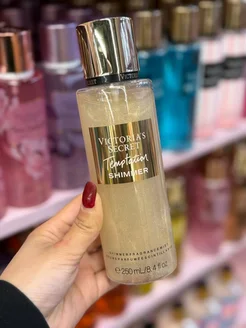 VICTORIA'S
SECRET
Temptation
SHIMMER
250 mL/8.4 fl oz